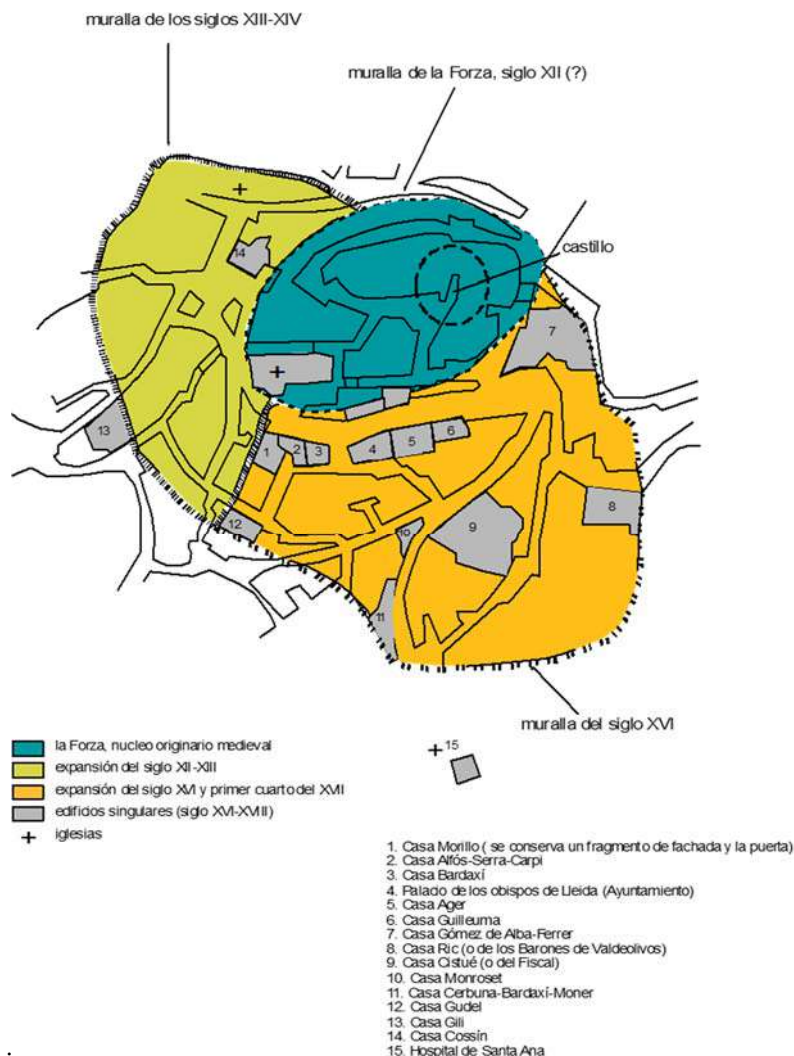 muralla de los siglos XIII-XIV
muralla de la Forza, siglo XII (?)
castillo
14
7
13
1
2
3
4
5
6
8
9
12
10
11
muralla del siglo XVI
15
la Forza, nucleo originario medieval
expansión del siglo XII-XIII
expansión del siglo XVI y primer cuarto del XVII
edificios singulares (siglo XVI-XVIII)
iglesias
1. Casa Morillo ( se conserva un fragmento de fachada y la puerta)
2. Casa Alfós-Serra-Carpi
3. Casa Bardaxí
4. Palacio de los obispos de Lleida (Ayuntamiento)
5. Casa Ager
6. Casa Guilleuma
7. Casa Gómez de Alba-Ferrer
8. Casa Ric (o de los Barones de Valdeolivos)
9. Casa Cistué (o del Fiscal)
10. Casa Monroset
11. Casa Cerbuna-Bardaxí-Moner
12. Casa Gudel
13. Casa Gili
14. Casa Cossín
15. Hospital de Santa Ana
.